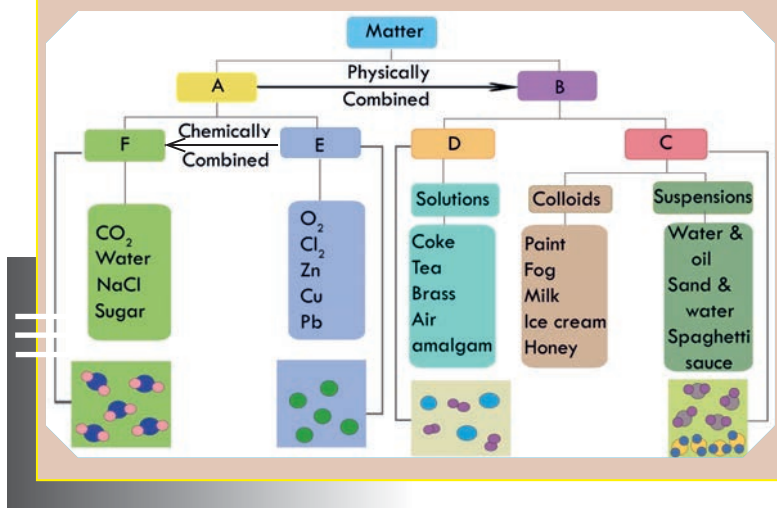 Matter
A
Physically
Combined
B
F
Chemically
Combined
E
D
C
Solutions
Colloids
Suspensions
CO₂
Water
NaCl
Sugar
O₂
Cl₂
Zn
Cu
Pb
Coke
Tea
Brass
Air
amalgam
Paint
Fog
Milk
Ice cream
Honey
Water &
oil
Sand &
water
Spaghetti
sauce